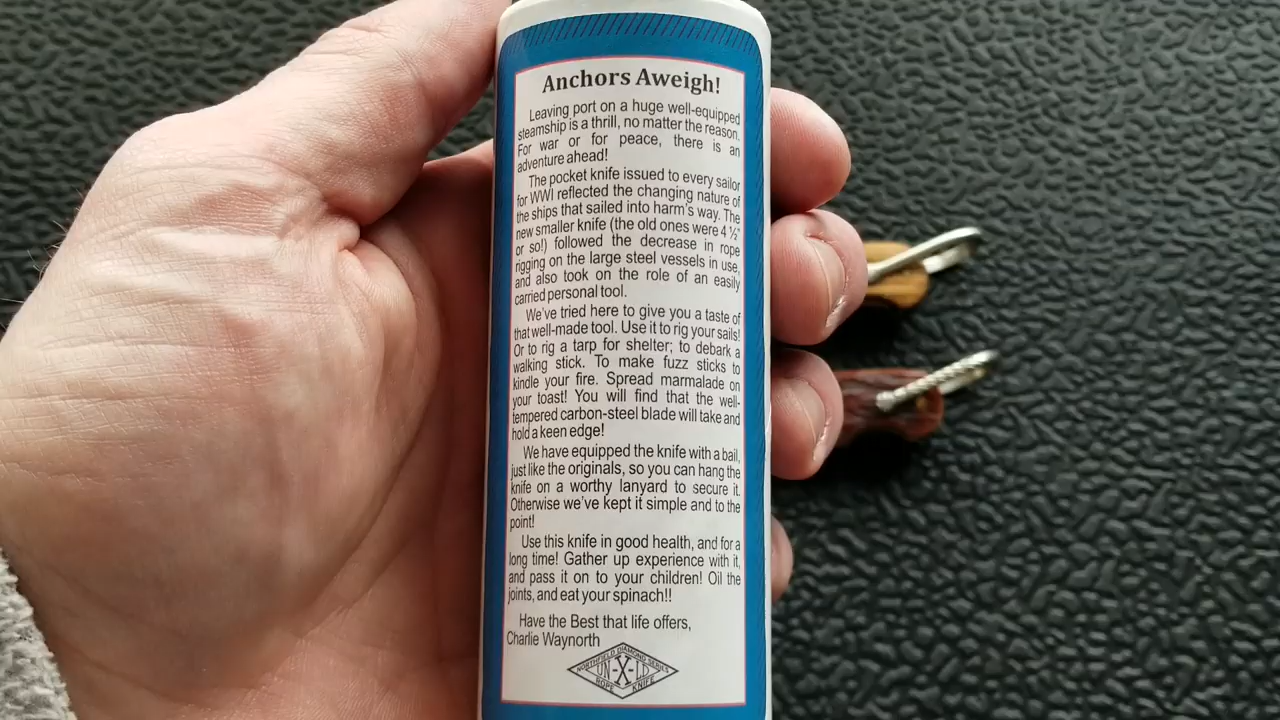 Anchors Aweigh!
Leaving port on a huge well-equipped
steamship is a thrill, no matter the reason.
For war or for peace, there is an
adventure ahead!
The pocket knife issued to every sailor
for WWI reflected the changing nature of
the ships that sailed into harm's way. The
new smaller knife (the old ones were 4 ½"
or so!) followed the decrease in rope
rigging on the large steel vessels in use,
and also took on the role of an easily
carried personal tool.
We've tried here to give you a taste of
that well-made tool. Use it to rig your sails!
Or to rig a tarp for shelter; to debark a
walking stick. To make fuzz sticks to
kindle your fire. Spread marmalade on
your toast! You will find that the well-
tempered carbon-steel blade will take and
hold a keen edge!
We have equipped the knife with a bail,
just like the originals, so you can hang the
knife on a worthy lanyard to secure it.
Otherwise we've kept it simple and to the
point!
Use this knife in good health, and for a
long time! Gather up experience with it,
and pass it on to your children! Oil the
joints, and eat your spinach!!
Have the Best that life offers,
Charlie Waynorth
NORTHFIELD DIAMOND SERIES
UN-X-LD
ROPE KNIFE